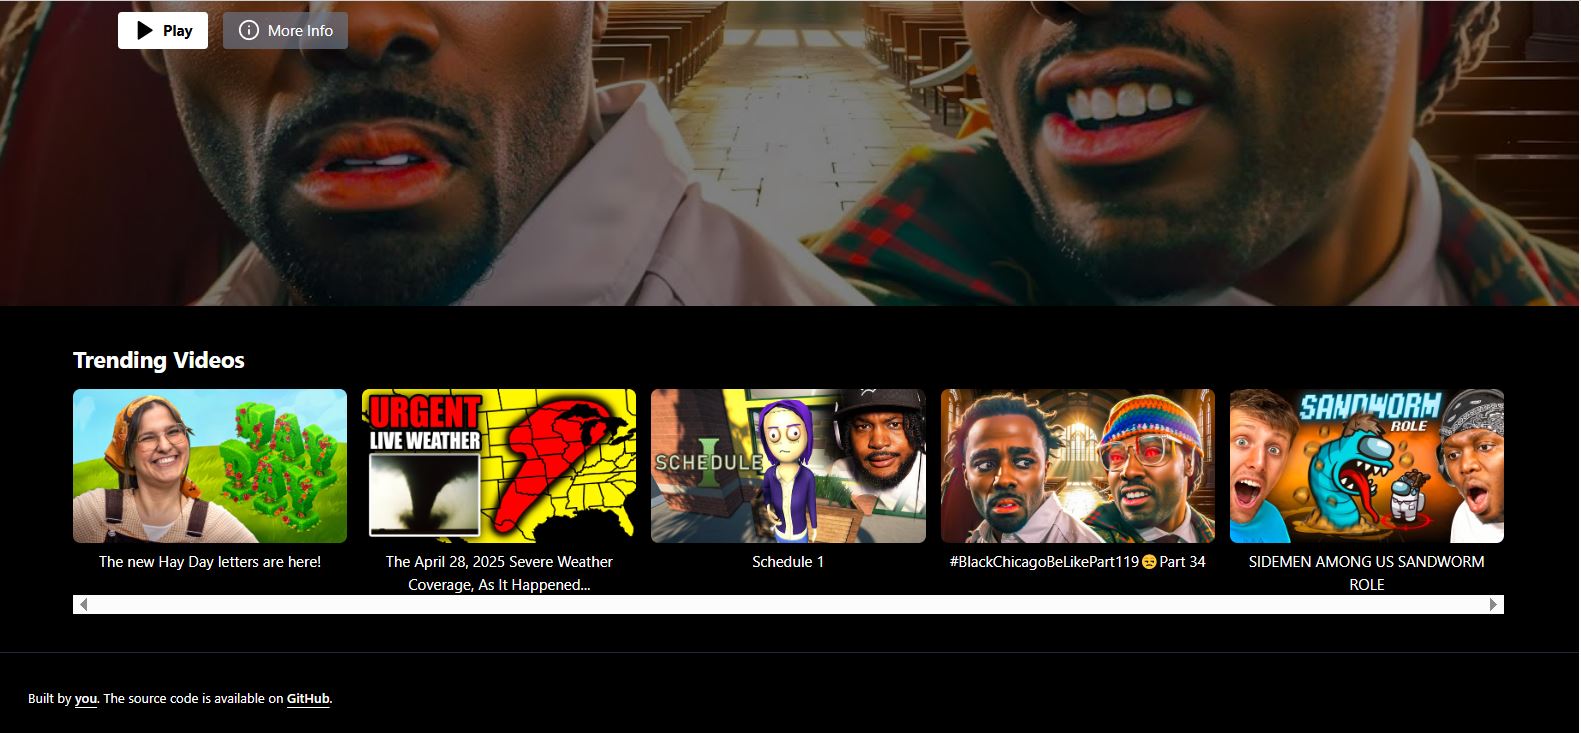 Play
More Info
Trending Videos
HAY DAY
URGENT
LIVE WEATHER
SCHEDULE
I
SANDWORM
ROLE
The new Hay Day letters are here!
The April 28, 2025 Severe Weather
Coverage, As It Happened...
Schedule 1
#BlackChicagoBeLikePart119😒Part 34
SIDEMEN AMONG US SANDWORM
ROLE
Built by you. The source code is available on GitHub.